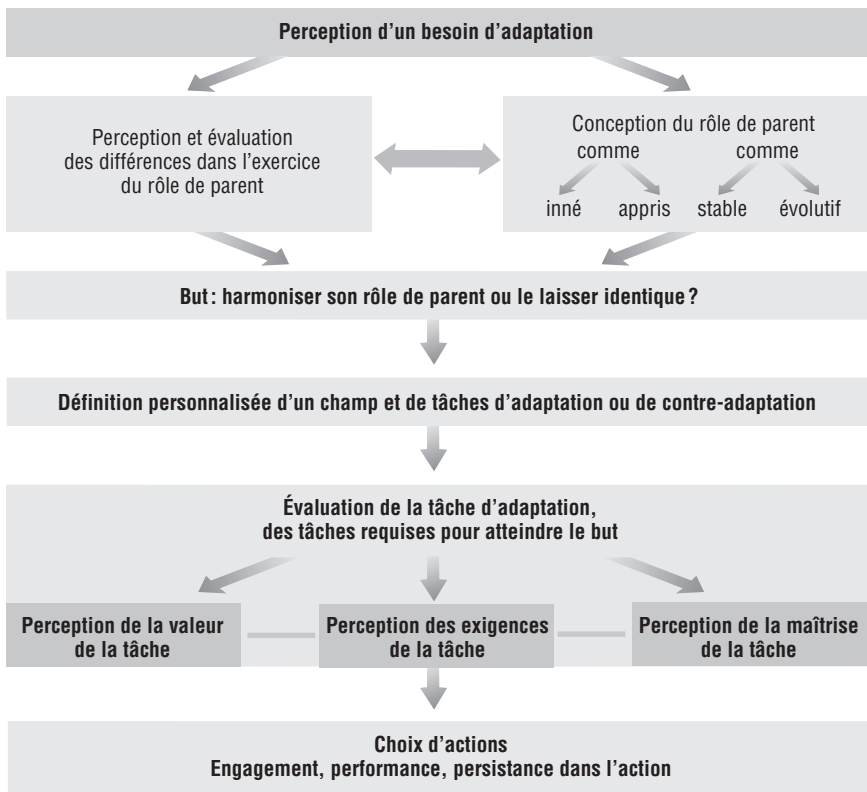 Perception d’un besoin d’adaptation
Perception et évaluation
des différences dans l’exercice
du rôle de parent
Conception du rôle de parent
comme comme
inné appris stable évolutif
But : harmoniser son rôle de parent ou le laisser identique ?
Définition personnalisée d’un champ et de tâches d’adaptation ou de contre-adaptation
Évaluation de la tâche d’adaptation,
des tâches requises pour atteindre le but
Perception de la valeur
de la tâche
Perception des exigences
de la tâche
Perception de la maîtrise
de la tâche
Choix d’actions
Engagement, performance, persistance dans l’action